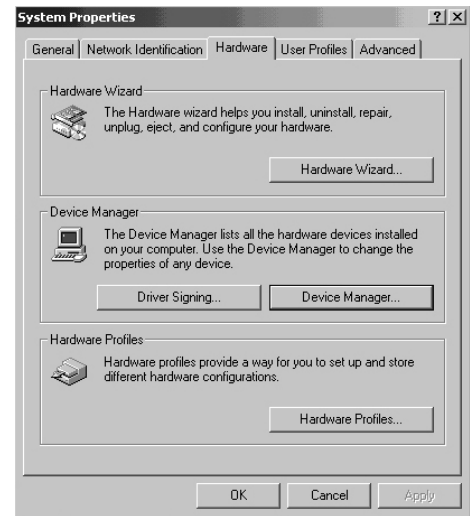 System Properties
? X
General Network Identification Hardware User Profiles Advanced
Hardware Wizard
The Hardware wizard helps you install, uninstall, repair,
unplug, eject, and configure your hardware.
Hardware Wizard...
Device Manager
The Device Manager lists all the hardware devices installed
on your computer. Use the Device Manager to change the
properties of any device.
Driver Signing... Device Manager...
Hardware Profiles
Hardware profiles provide a way for you to set up and store
different hardware configurations.
Hardware Profiles...
OK Cancel Apply